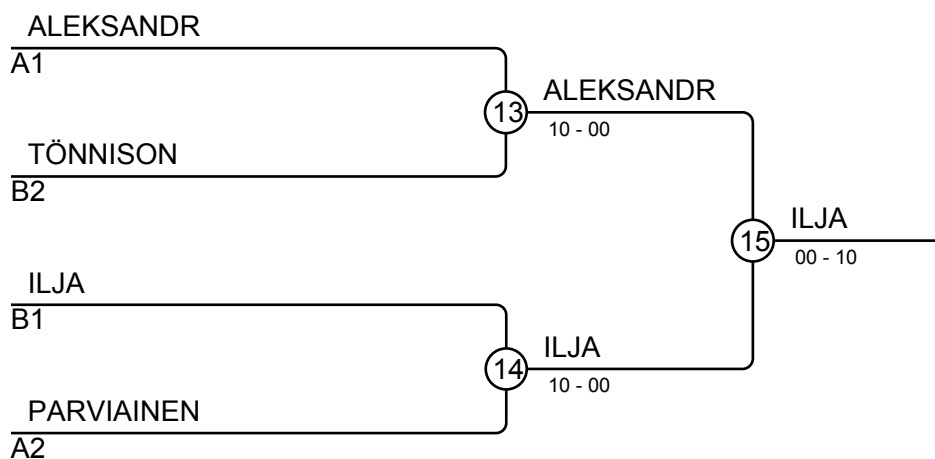 ALEKSANDR
A1
13
ALEKSANDR
10 - 00
TÖNNISON
B2
15
ILJA
00 - 10
ILJA
B1
14
ILJA
10 - 00
PARVIAINEN
A2